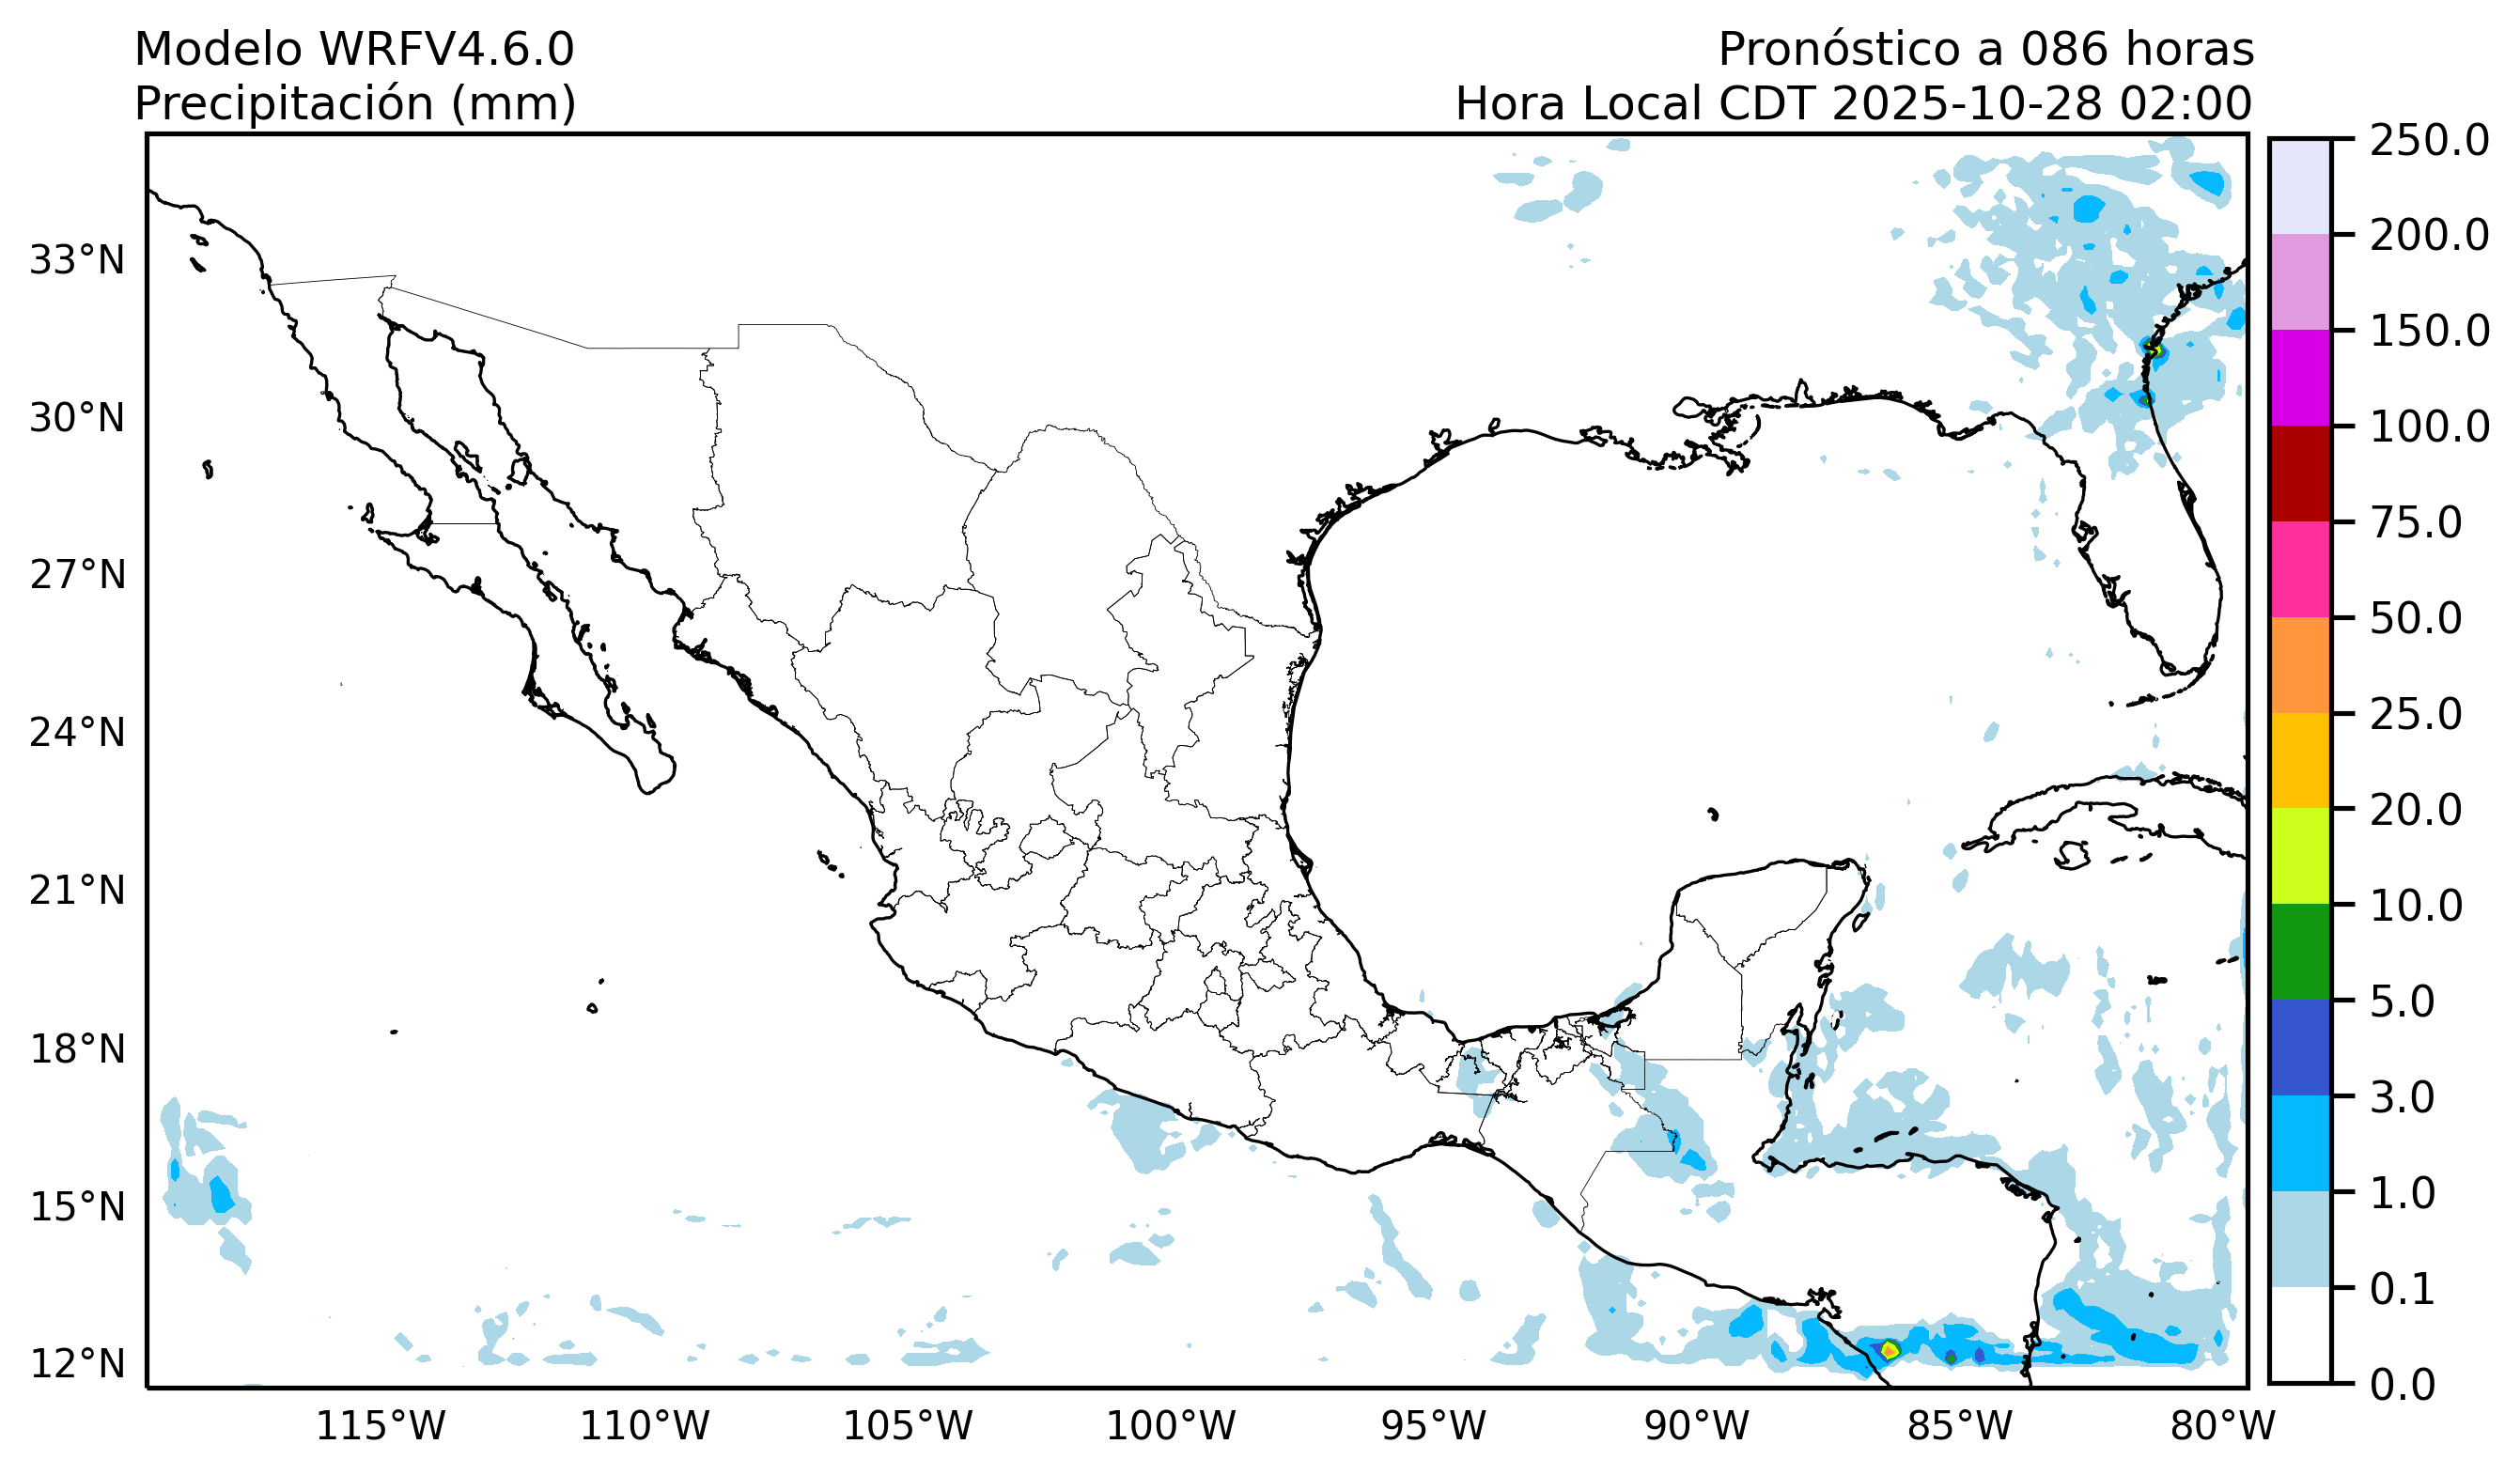 Modelo WRFV4.6.0
Precipitación (mm)
Pronóstico a 086 horas
Hora Local CDT 2025-10-28 02:00
33°N
30°N
27°N
24°N
21°N
18°N
15°N
12°N
115°W
110°W
105°W
100°W
95°W
90°W
85°W
80°W
250.0
200.0
150.0
100.0
75.0
50.0
25.0
20.0
10.0
5.0
3.0
1.0
0.1
0.0